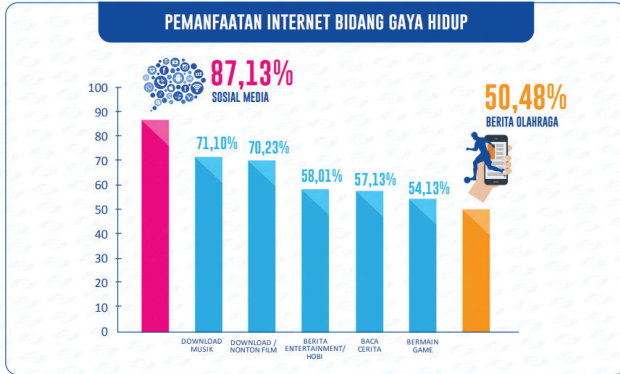 PEMANFAATAN INTERNET BIDANG GAYA HIDUP
87,13%
SOSIAL MEDIA
50,48%
BERITA OLAHRAGA
100
90
80
70
60
50
40
30
20
10
0
71,10%
70,23%
58,01%
57,13%
54,13%
DOWNLOAD
MUSIK
DOWNLOAD /
NONTON FILM
BERITA
ENTERTAINMENT/
HOBI
BACA
CERITA
BERMAIN
GAME